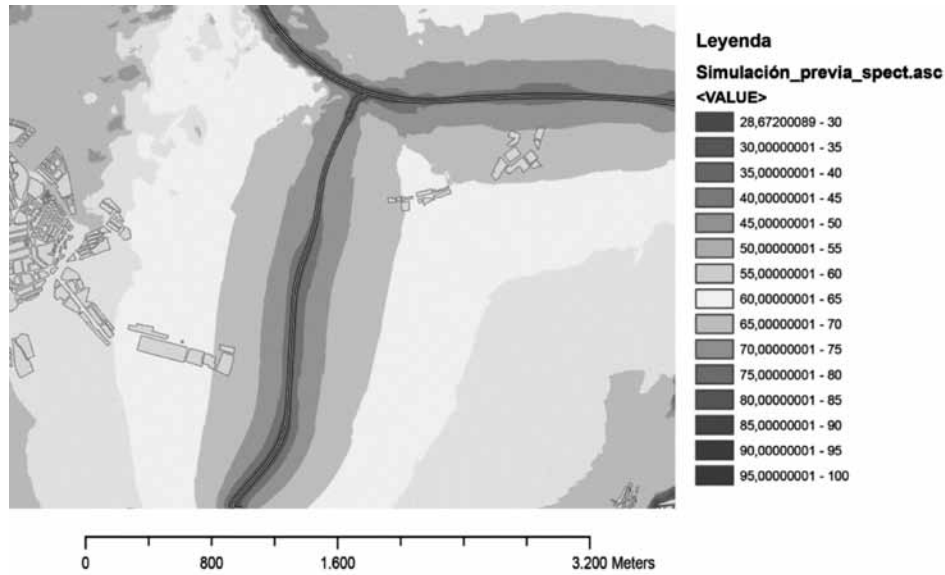 Leyenda
Simulación_previa_spect.asc
<VALUE>
28,67200089 - 30
30,00000001 - 35
35,00000001 - 40
40,00000001 - 45
45,00000001 - 50
50,00000001 - 55
55,00000001 - 60
60,00000001 - 65
65,00000001 - 70
70,00000001 - 75
75,00000001 - 80
80,00000001 - 85
85,00000001 - 90
90,00000001 - 95
95,00000001 - 100
0 800 1.600 3.200 Meters